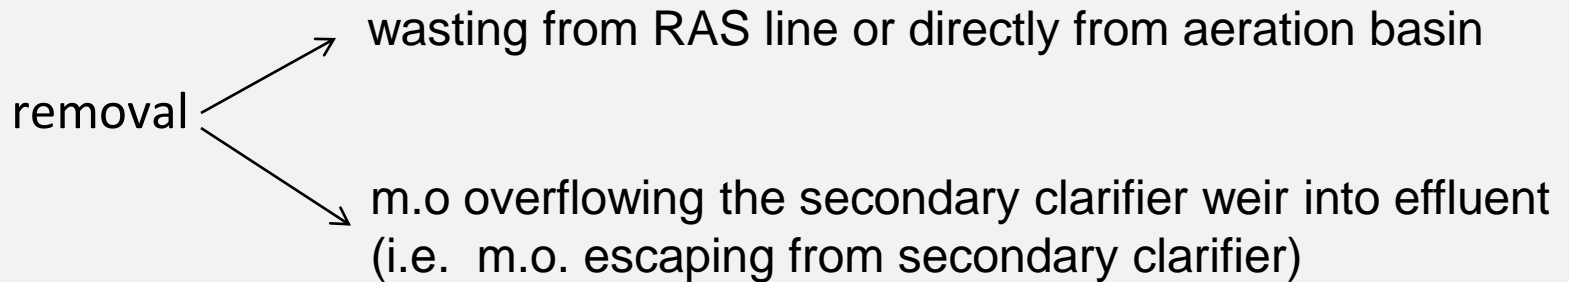 wasting from RAS line or directly from aeration basin
removal
m.o overflowing the secondary clarifier weir into effluent
(i.e. m.o. escaping from secondary clarifier)